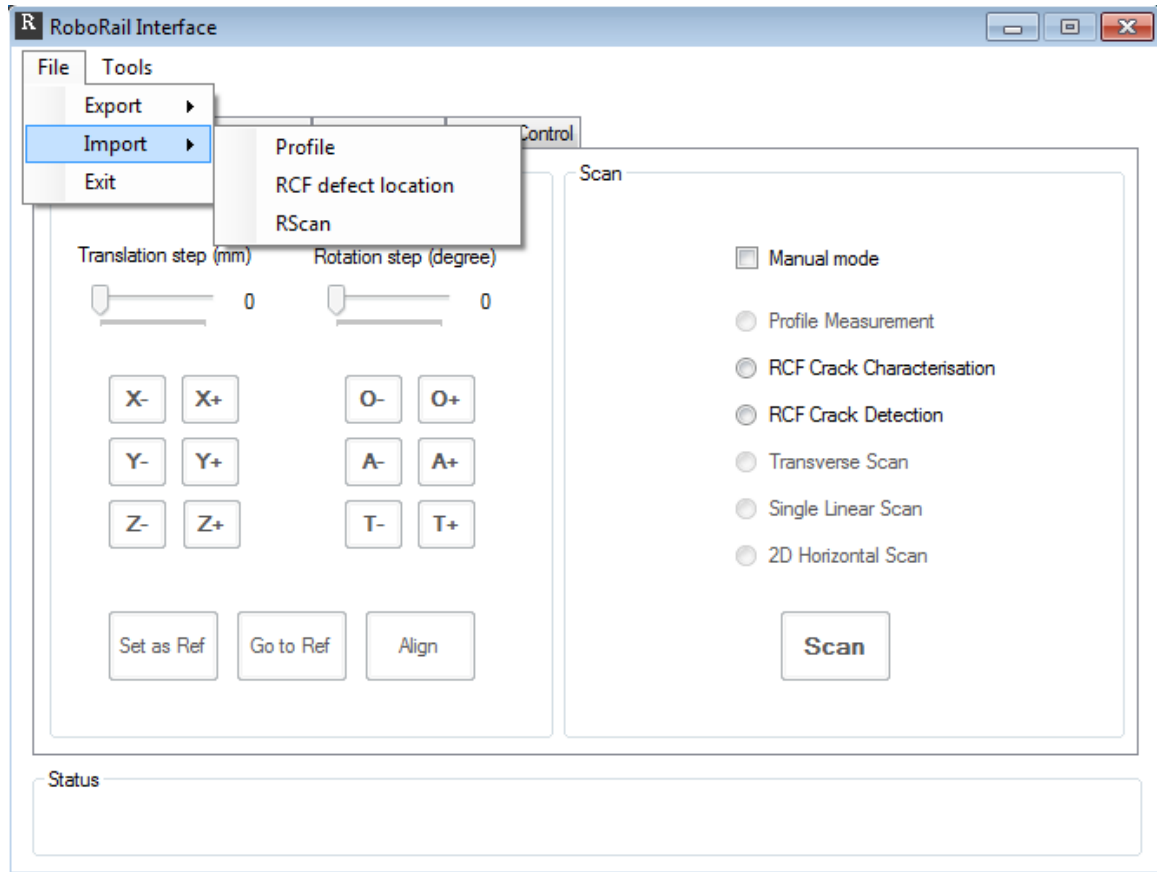 R RoboRail Interface
File Tools
Export
Import
Exit
Profile
RCF defect location
RScan
Control
Translation step (mm)
Rotation step (degree)
0
0
X- X+
O- O+
Y- Y+
A- A+
Z- Z+
T- T+
Set as Ref
Go to Ref
Align
Scan
Manual mode
Profile Measurement
RCF Crack Characterisation
RCF Crack Detection
Transverse Scan
Single Linear Scan
2D Horizontal Scan
Scan
Status